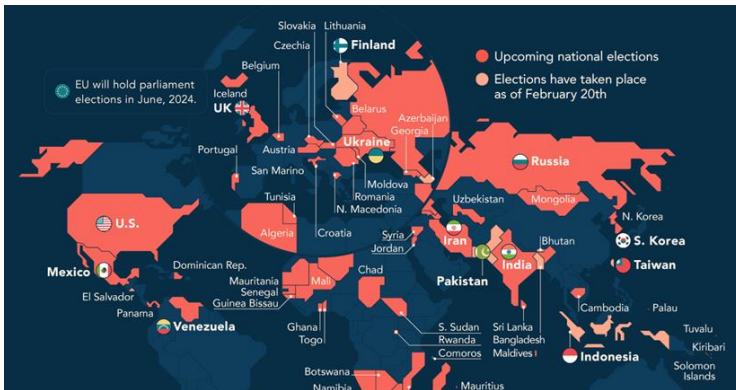 Slovakia
Lithuania
Czechia
Finland
Belgium
Upcoming national elections
Elections have taken place
as of February 20th
EU will hold parliament
elections in June, 2024.
Iceland
UK
Belarus
Azerbaijan
Georgia
Portugal
Austria
Ukraine
San Marino
Russia
Moldova
Romania
N. Macedonia
Tunisia
Croatia
Algeria
Uzbekistan
Mongolia
U.S.
N. Korea
S. Korea
Syria
Jordan
Iran
Bhutan
India
Taiwan
Mexico
Dominican Rep.
Chad
Pakistan
Mauritania
Mali
Senegal
Guinea Bissau
El Salvador
Panama
Venezuela
Ghana
Togo
S. Sudan
Rwanda
Comoros
Sri Lanka
Bangladesh
Maldives
Cambodia
Palau
Indonesia
Tuvalu
Kiribari
Solomon
Islands
Botswana
Namibia
Mauritius